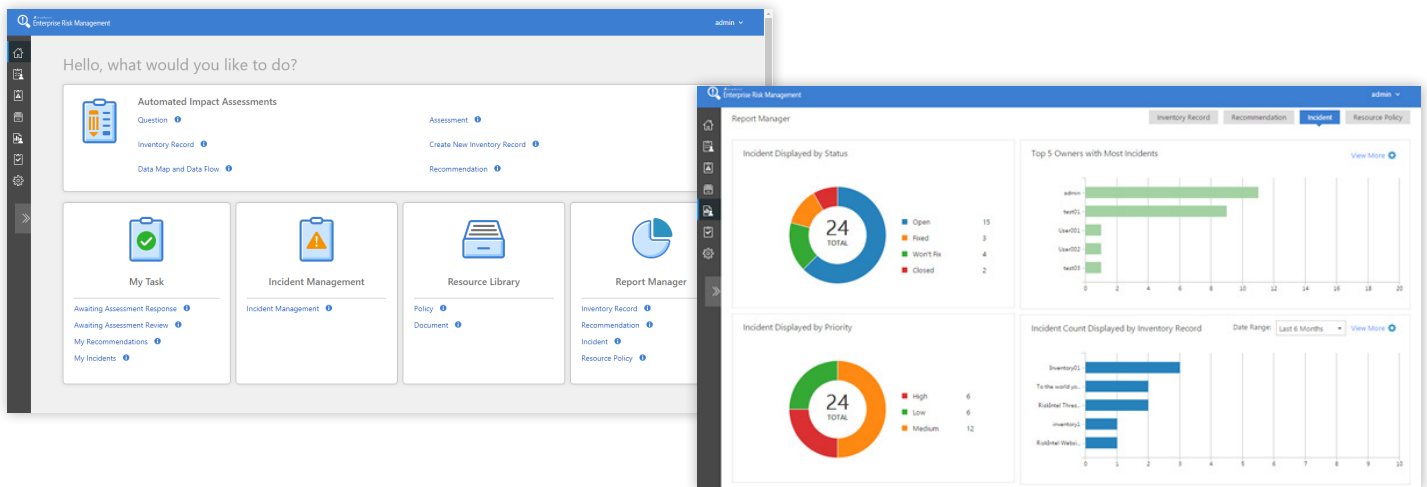 Enterprise Risk Management
admin
Hello, what would you like to do?
Automated Impact Assessments
Question
Assessment
Inventory Record
Create New Inventory Record
Data Map and Data Flow
Recommendation
My Task
Awaiting Assessment Response
Awaiting Assessment Review
My Recommendations
My Incidents
Incident Management
Incident Management
Resource Library
Policy
Document
Report Manager
Inventory Record
Recommendation
Incident
Resource Policy
Enterprise Risk Management
admin
Report Manager
Inventory Record
Recommendation
Incident
Resource Policy
Incident Displayed by Status
24
TOTAL
Open 15
Fixed 3
Won't Fix 4
Closed 2
Top 5 Owners with Most Incidents
View More
admin
test01
User001
User002
test03
0 2 4 6 8 10 12 14 16 18 20
Incident Displayed by Priority
24
TOTAL
High 6
Low 6
Medium 12
Incident Count Displayed by Inventory Record
Date Range: Last 6 Months
View More
Inventory01
To the world yo...
RiskIntel Threa...
inventory1
RiskIntel Websi...
0 1 2 3 4 5 6 7 8 9 10